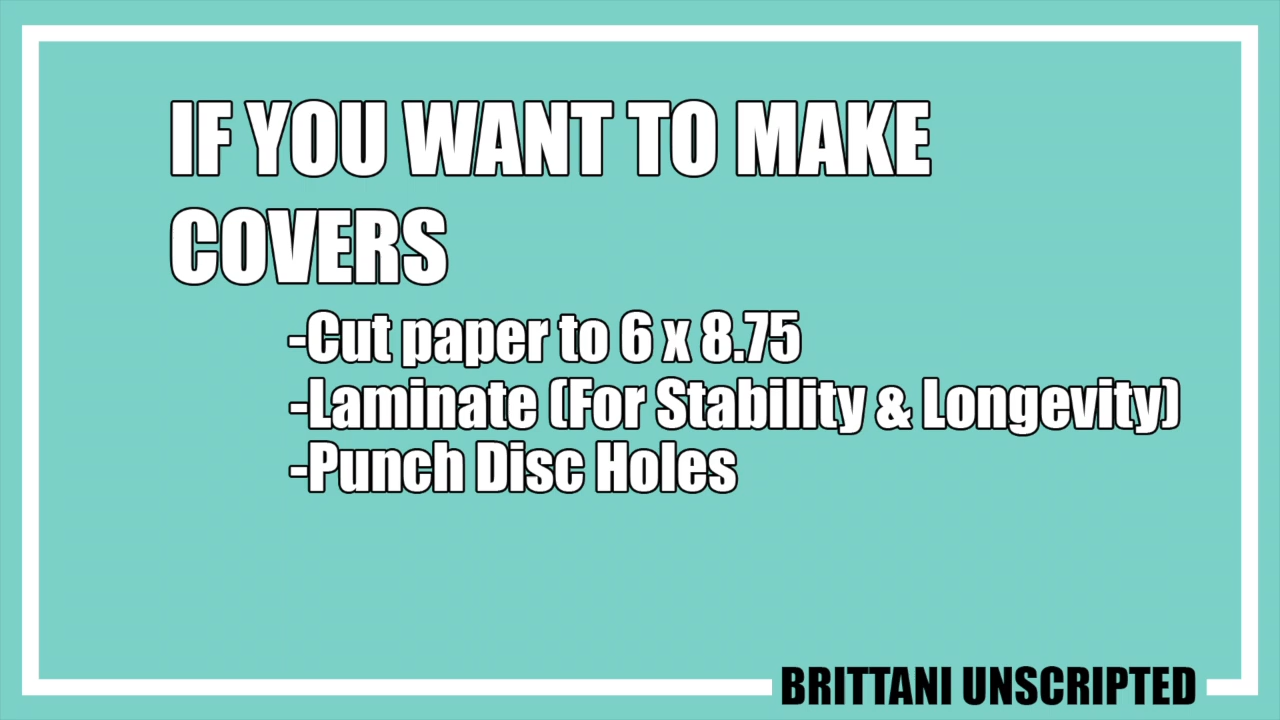 IF YOU WANT TO MAKE
COVERS
-Cut paper to 6 x 8.75
-Laminate (For Stability & Longevity)
-Punch Disc Holes
BRITTANI UNSCRIPTED